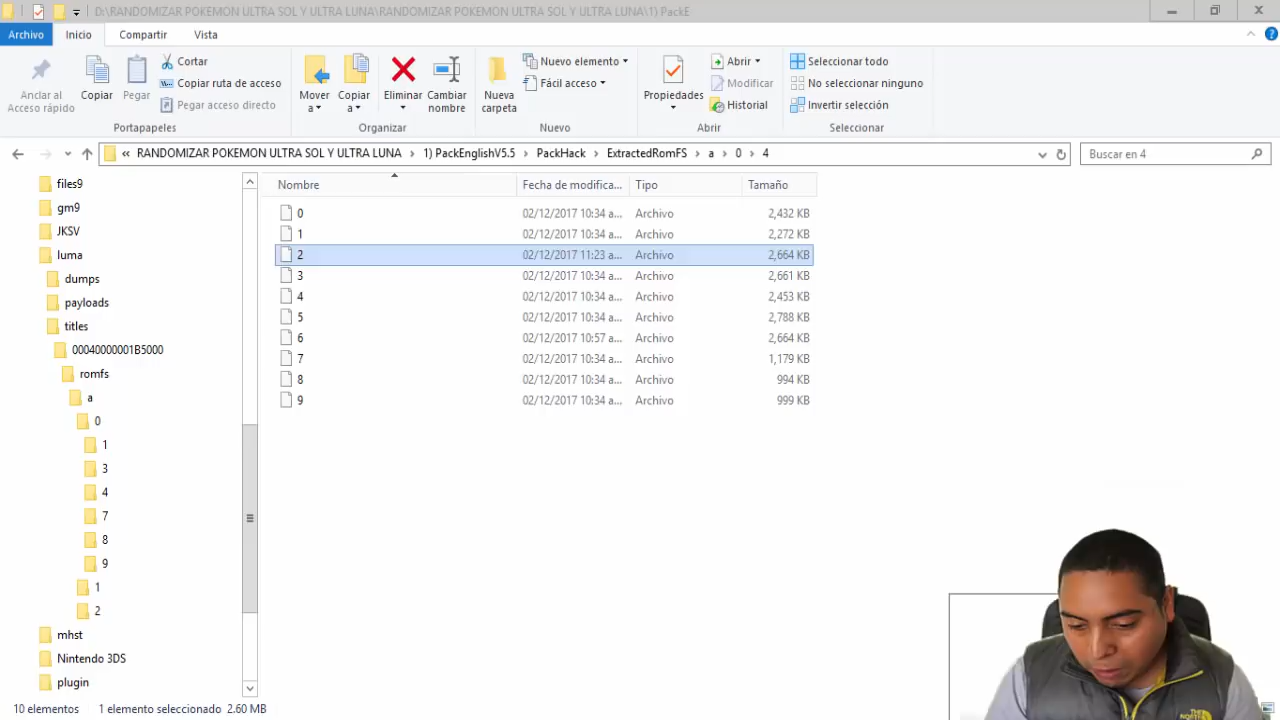 D:\RANDOMIZAR POKEMON ULTRA SOL Y ULTRA LUNA\RANDOMIZAR POKEMON ULTRA SOL Y ULTRA LUNA\1) PackE
Archivo Inicio Compartir Vista
Anclar al Acceso rápido
Copiar
Pegar
Cortar
Copiar ruta de acceso
Pegar acceso directo
Portapapeles
Mover a
Copiar a
Eliminar
Cambiar nombre
Organizar
Nueva carpeta
Nuevo elemento
Fácil acceso
Nuevo
Propiedades
Abrir
Modificar
Historial
Abrir
Seleccionar todo
No seleccionar ninguno
Invertir selección
Seleccionar
« RANDOMIZAR POKEMON ULTRA SOL Y ULTRA LUNA > 1) PackEnglishV5.5 > PackHack > ExtractedRomFS > a > 0 > 4
Buscar en 4
files9
gm9
JKSV
luma
dumps
payloads
titles
00040000001B5000
romfs
a
0
1
3
4
7
8
9
1
2
mhst
Nintendo 3DS
plugin
Nombre Fecha de modifica... Tipo Tamaño
0 02/12/2017 10:34 a... Archivo 2,432 KB
1 02/12/2017 10:34 a... Archivo 2,272 KB
2 02/12/2017 11:23 a... Archivo 2,664 KB
3 02/12/2017 10:34 a... Archivo 2,661 KB
4 02/12/2017 10:34 a... Archivo 2,453 KB
5 02/12/2017 10:34 a... Archivo 2,788 KB
6 02/12/2017 10:57 a... Archivo 2,664 KB
7 02/12/2017 10:34 a... Archivo 1,179 KB
8 02/12/2017 10:34 a... Archivo 994 KB
9 02/12/2017 10:34 a... Archivo 999 KB
10 elementos 1 elemento seleccionado 2.60 MB
THE NORTH